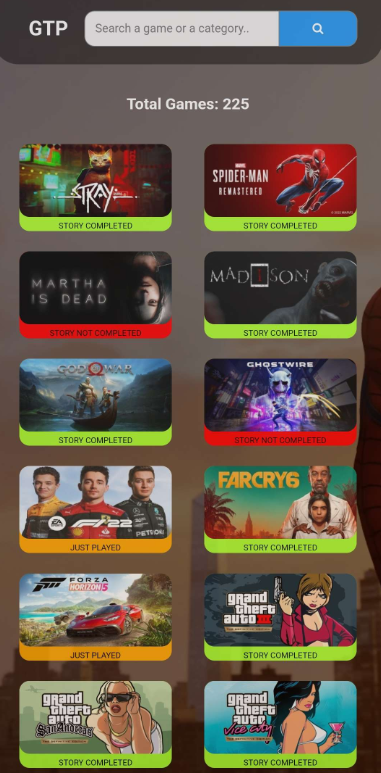 GTP
Search a game or a category..
Total Games: 225
STRAY
STORY COMPLETED
MARVEL
SPIDER-MAN
REMASTERED
STORY COMPLETED
MARTHA
IS DEAD
STORY NOT COMPLETED
MADISON
STORY COMPLETED
GOD WAR
STORY COMPLETED
GHOSTWIRE
STORY NOT COMPLETED
EA
F1 22
JUST PLAYED
FARCRY6
STORY COMPLETED
FORZA
HORIZON 5
JUST PLAYED
grand
theft
auto III
STORY COMPLETED
grand
theft
auto
San Andreas
STORY COMPLETED
grand
theft
auto
Vice City
STORY COMPLETED